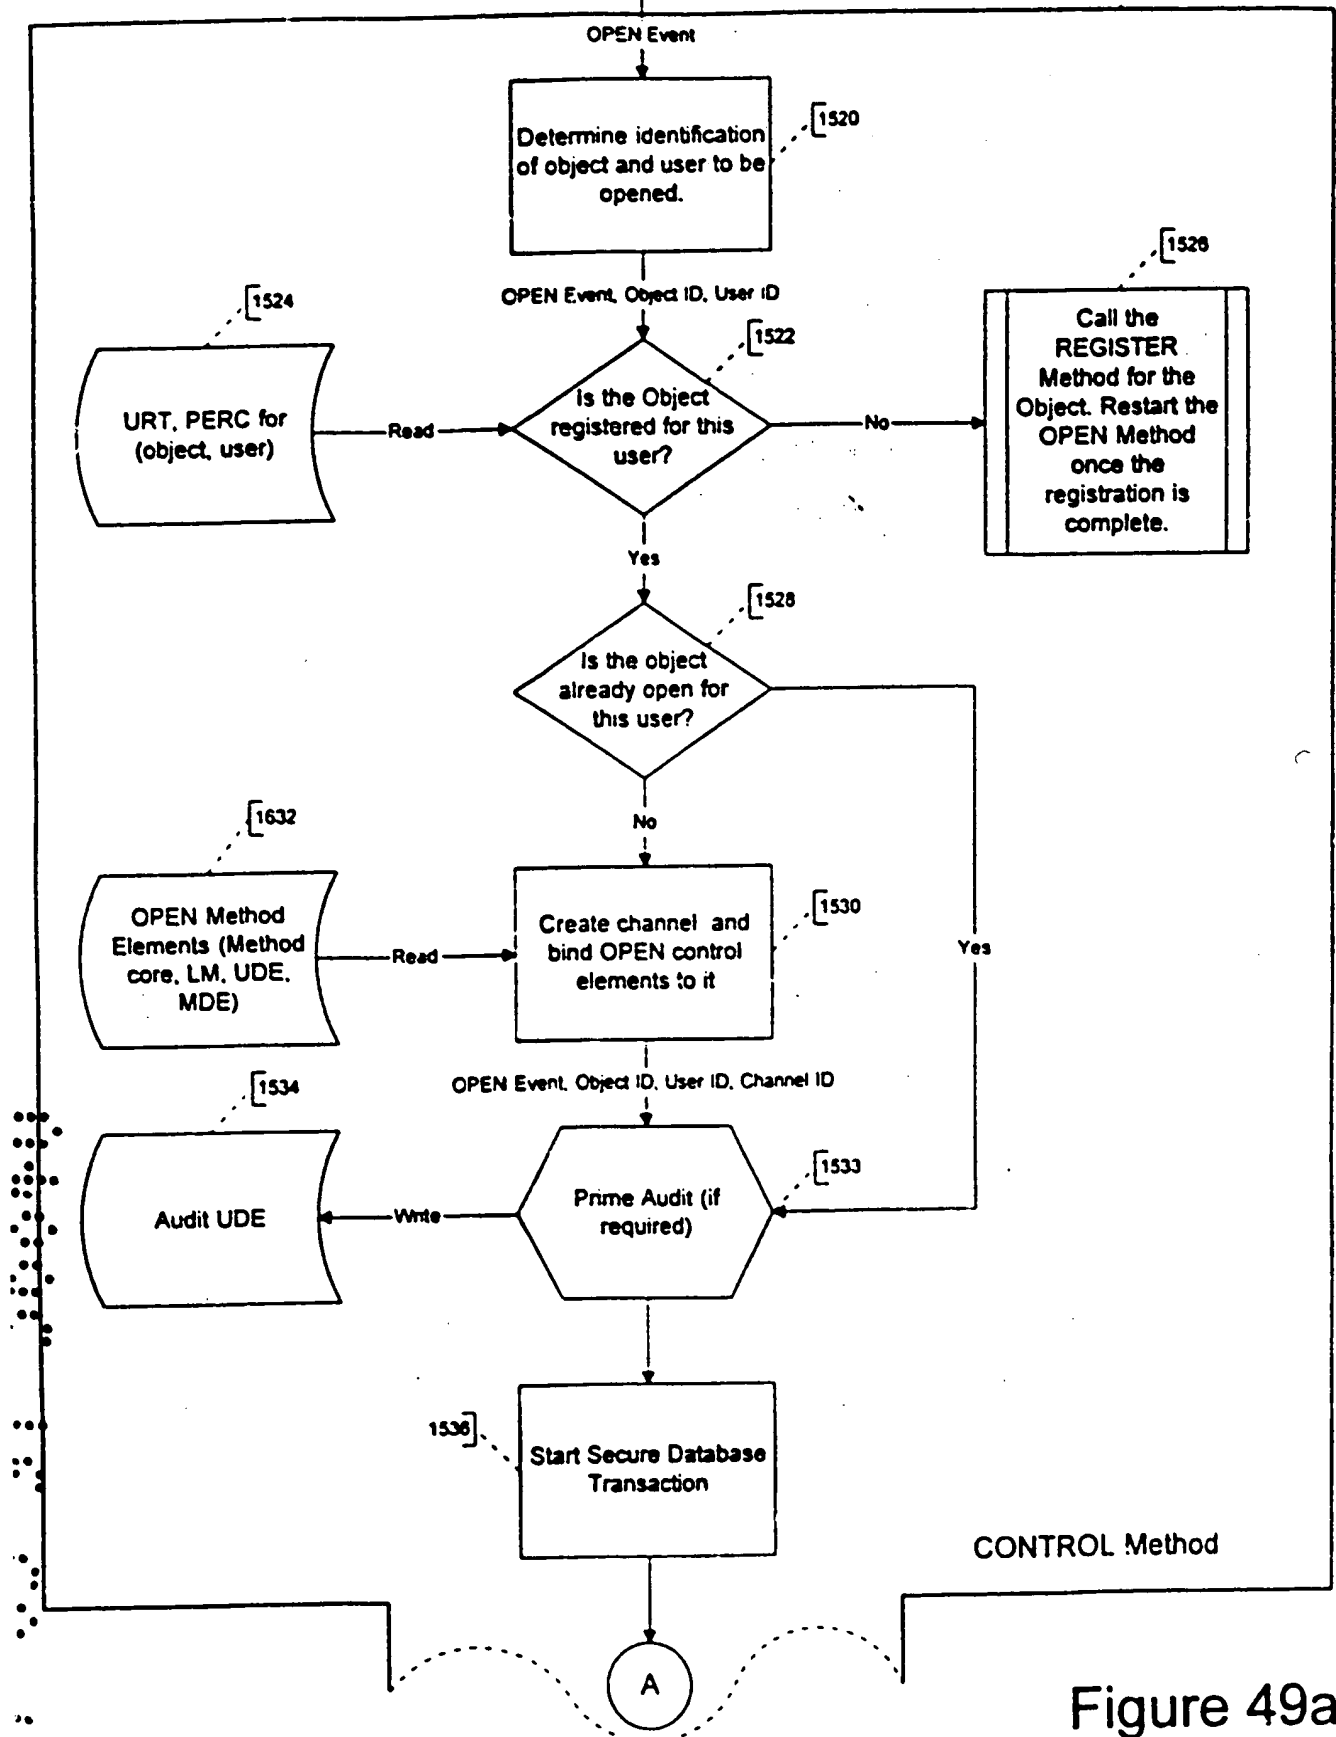 OPEN Event
1520
Determine identification
of object and user to be
opened.
OPEN Event, Object ID, User ID
1524
URT, PERC for
(object, user)
Read
1522
Is the Object
registered for this
user?
No
1526
Call the
REGISTER
Method for the
Object. Restart the
OPEN Method
once the
registration is
complete.
Yes
1528
Is the object
already open for
this user?
No
Yes
1632
OPEN Method
Elements (Method
core, LM, UDE,
MDE)
Read
1530
Create channel and
bind OPEN control
elements to it
OPEN Event, Object ID, User ID, Channel ID
1534
Audit UDE
Write
1533
Prime Audit (if
required)
1536
Start Secure Database
Transaction
CONTROL Method
A
Figure 49a